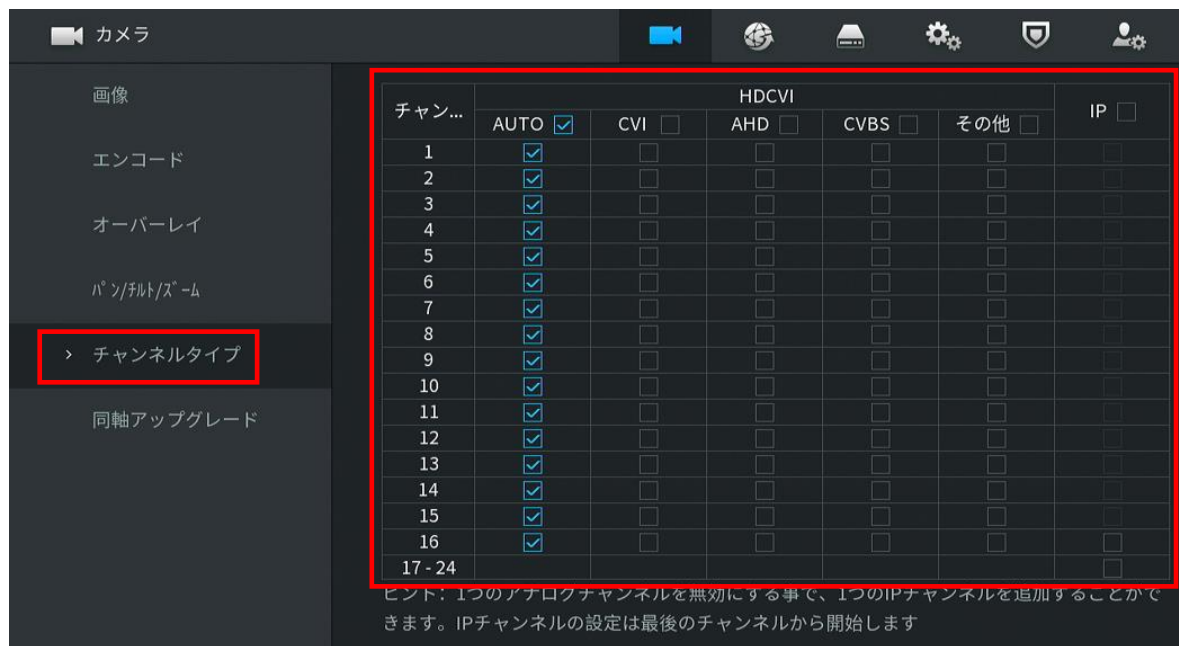 カメラ
画像
エンコード
オーバーレイ
ﾊﾟﾝ/ﾁﾙﾄ/ｽﾞｰﾑ
チャンネルタイプ
同軸アップグレード
チャン...
HDCVI
IP
AUTO CVI AHD CVBS その他
1
2
3
4
5
6
7
8
9
10
11
12
13
14
15
16
17 - 24
ヒント: 1つのアナログチャンネルを無効にする事で、1つのIPチャンネルを追加することがで
きます。IPチャンネルの設定は最後のチャンネルから開始します